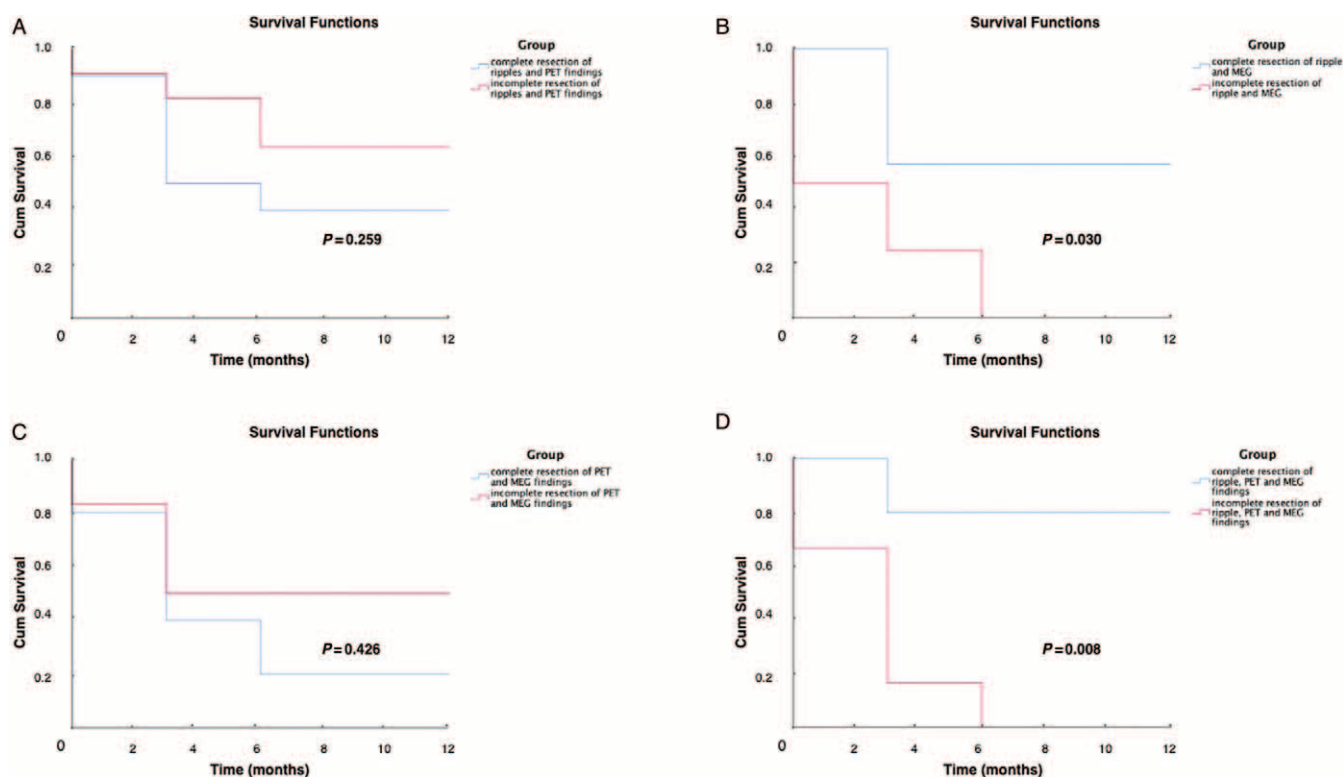 A
Survival Functions
Group
complete resection of
ripples and PET findings
incomplete resection of
ripples and PET findings
1.0
0.8
0.6
0.4
0.2
0
Cum Survival
P=0.259
2 4 6 8 10 12
Time (months)
B
Survival Functions
Group
complete resection of ripple
and MEG
incomplete resection of
ripple and MEG
1.0
0.8
0.6
0.4
0.2
0
Cum Survival
P=0.030
2 4 6 8 10 12
Time (months)
C
Survival Functions
Group
complete resection of PET
and MEG findings
incomplete resection of PET
and MEG findings
1.0
0.8
0.6
0.4
0.2
0
Cum Survival
P=0.426
2 4 6 8 10 12
Time (months)
D
Survival Functions
Group
complete resection of
ripple, PET and MEG
findings
incomplete resection of
ripple, PET and MEG
findings
1.0
0.8
0.6
0.4
0.2
0
Cum Survival
P=0.008
2 4 6 8 10 12
Time (months)